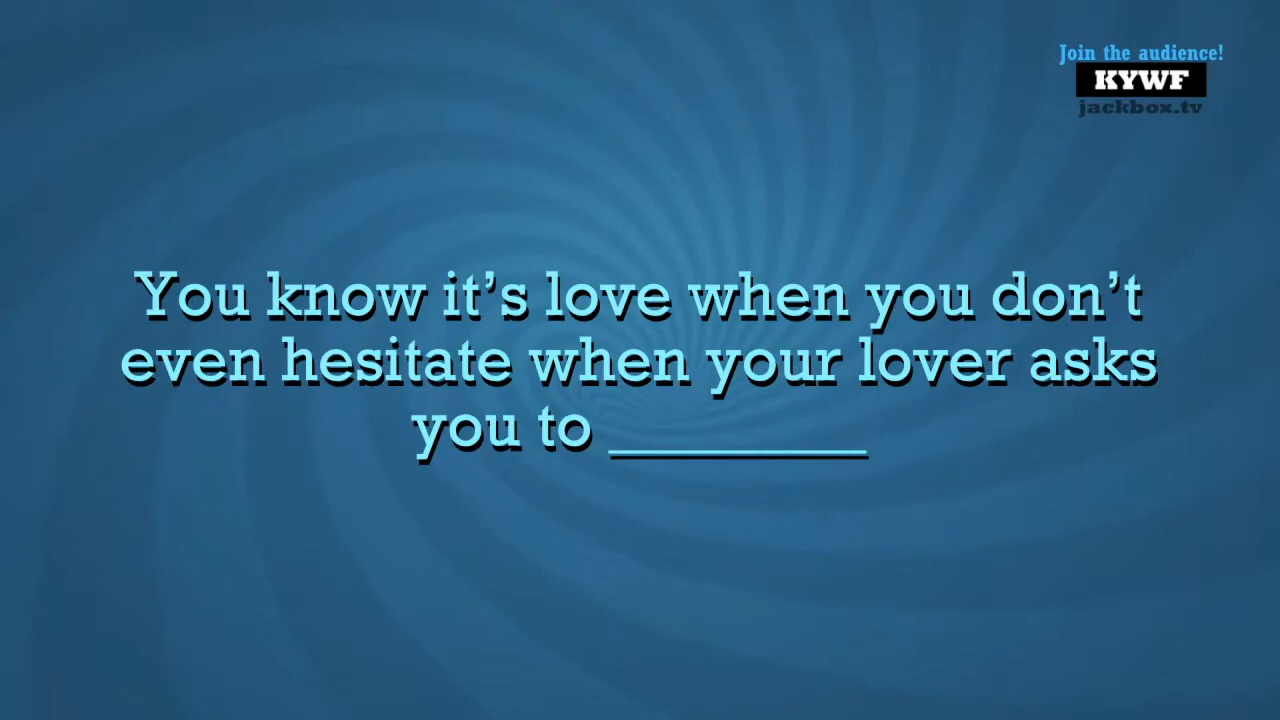 Join the audience!
KYWF
jackbox.tv
You know it’s love when you don’t
even hesitate when your lover asks
you to _________